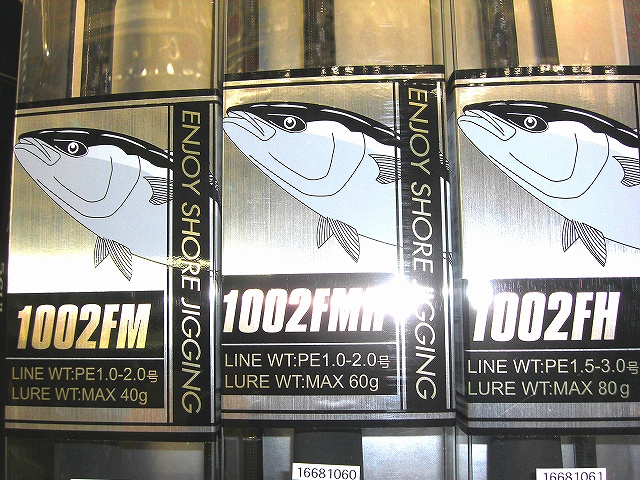 ENJOY SHORE JIGGING
1002FM
LINE WT:PE1.0-2.0号
LURE WT:MAX 40g
ENJOY SHORE JIGGING
1002FMH
LINE WT:PE1.0-2.0号
LURE WT:MAX 60g
16681060
1002FH
LINE WT:PE1.5-3.0号
LURE WT:MAX 80g
16681061